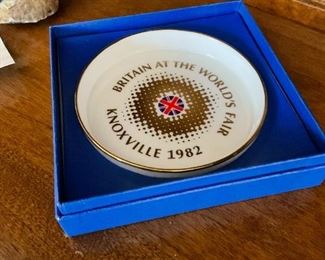 BRITAIN AT THE WORLD'S FAIR
KNOXVILLE 1982